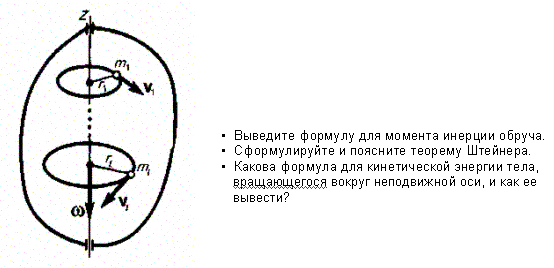 z
m₁
r₁
v₁
rᵢ
mᵢ
ω
vᵢ
• Выведите формулу для момента инерции обруча.
• Сформулируйте и поясните теорему Штейнера.
• Какова формула для кинетической энергии тела,
вращающегося вокруг неподвижной оси, и как ее
вывести?